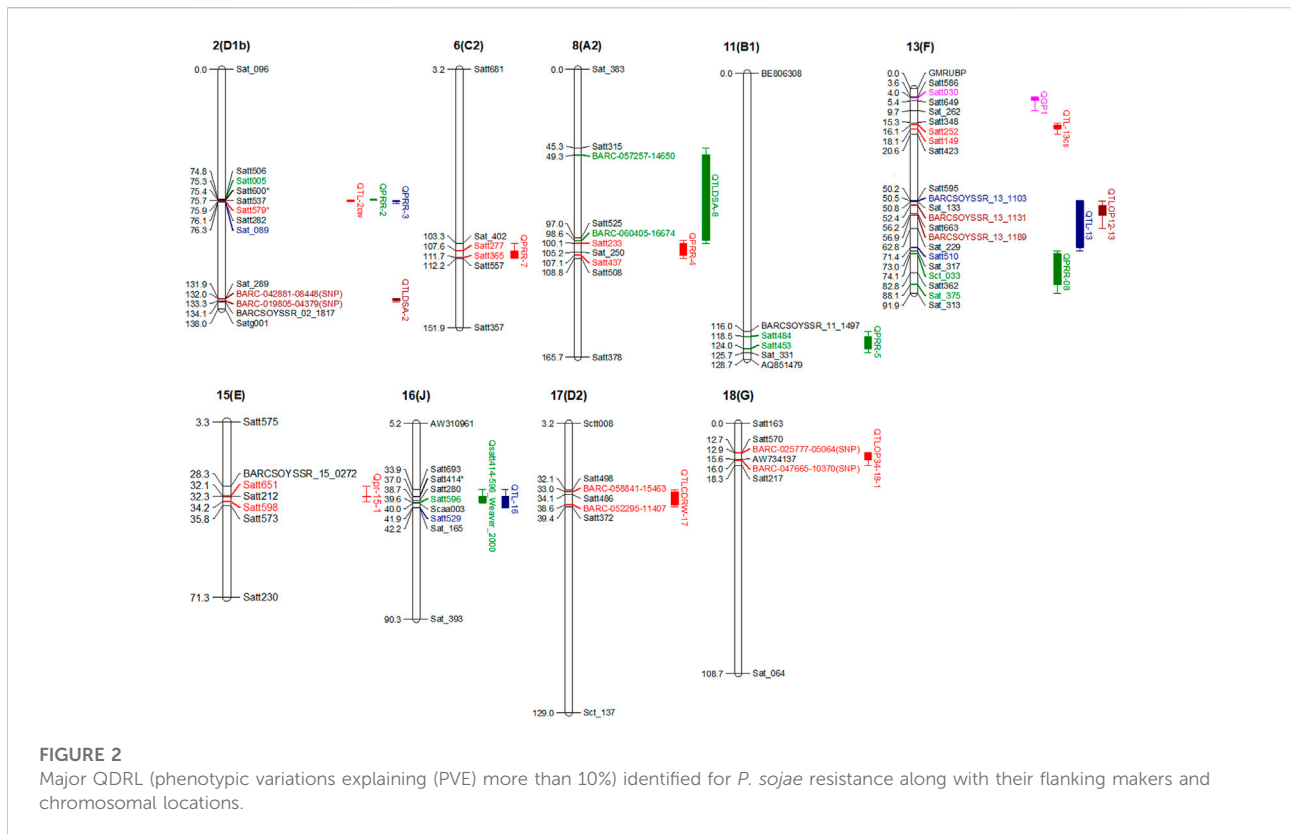 2(D1b)
0.0 Sat_096
74.8 Satt506
75.3 Satt005
75.4 Satt600*
75.7 Satt537
75.9 Satt579*
76.1 Satt282
76.3 Sat_089
131.9 Sat_289
132.0 BARC-042881-08448(SNP)
133.3 BARC-019805-04379(SNP)
134.1 BARCSOYSSR_02_1817
138.0 Satg001
QTL-2cw
QPRR-2
QPRR-3
QTLDSA-2
6(C2)
3.2 Satt681
103.3 Sat_402
107.6 Satt277
111.7 Satt365
112.2 Satt557
151.9 Satt357
QPRR-7
8(A2)
0.0 Sat_383
45.3 Satt315
49.3 BARC-057257-14650
97.0 Satt525
98.6 BARC-060405-16674
100.1 Satt233
105.2 Sat_250
107.1 Satt437
108.8 Satt508
165.7 Satt378
QTLDSA-8
QPRR-4
11(B1)
0.0 BE806308
116.0 BARCSOYSSR_11_1497
118.5 Satt484
124.0 Satt453
125.7 Sat_331
128.7 AQ851479
QPRR-5
13(F)
0.0 GMRUBP
3.6 Satt586
4.0 Satt030
5.4 Satt649
9.7 Sat_262
15.3 Satt348
16.1 Satt252
18.1 Satt149
20.6 Satt423
50.2 Satt595
50.5 BARCSOYSSR_13_1103
50.8 Sat_133
52.4 BARCSOYSSR_13_1131
56.2 Satt663
56.9 BARCSOYSSR_13_1189
62.8 Sat_229
71.4 Satt510
73.0 Sat_317
74.1 Sct_033
82.8 Satt362
88.1 Sat_375
91.9 Sat_313
QGP1
QTL-13cs
QTL-13
QTLOP12-13
QPRR-08
15(E)
3.3 Satt575
28.3 BARCSOYSSR_15_0272
32.1 Satt651
32.3 Satt212
34.2 Satt598
35.8 Satt573
71.3 Satt230
Qpr-15-1
16(J)
5.2 AW310961
33.9 Satt693
37.0 Satt414*
38.7 Satt280
39.6 Satt596
40.0 Scaa003
41.9 Satt529
42.2 Sat_165
90.3 Sat_393
Qsatt414-596_Weaver_2000
QTL-16
17(D2)
3.2 Sctt008
32.1 Satt498
33.0 BARC-058841-15463
34.1 Satt486
38.6 BARC-052295-11407
39.4 Satt372
129.0 Sct_137
QTLCDRW-17
18(G)
0.0 Satt163
12.7 Satt570
12.9 BARC-025777-05064(SNP)
15.6 AW734137
16.0 BARC-047665-10370(SNP)
18.3 Satt217
108.7 Sat_064
QTLOP34-18-1
FIGURE 2
Major QDRL (phenotypic variations explaining (PVE) more than 10%) identified for P. sojae resistance along with their flanking makers and
chromosomal locations.